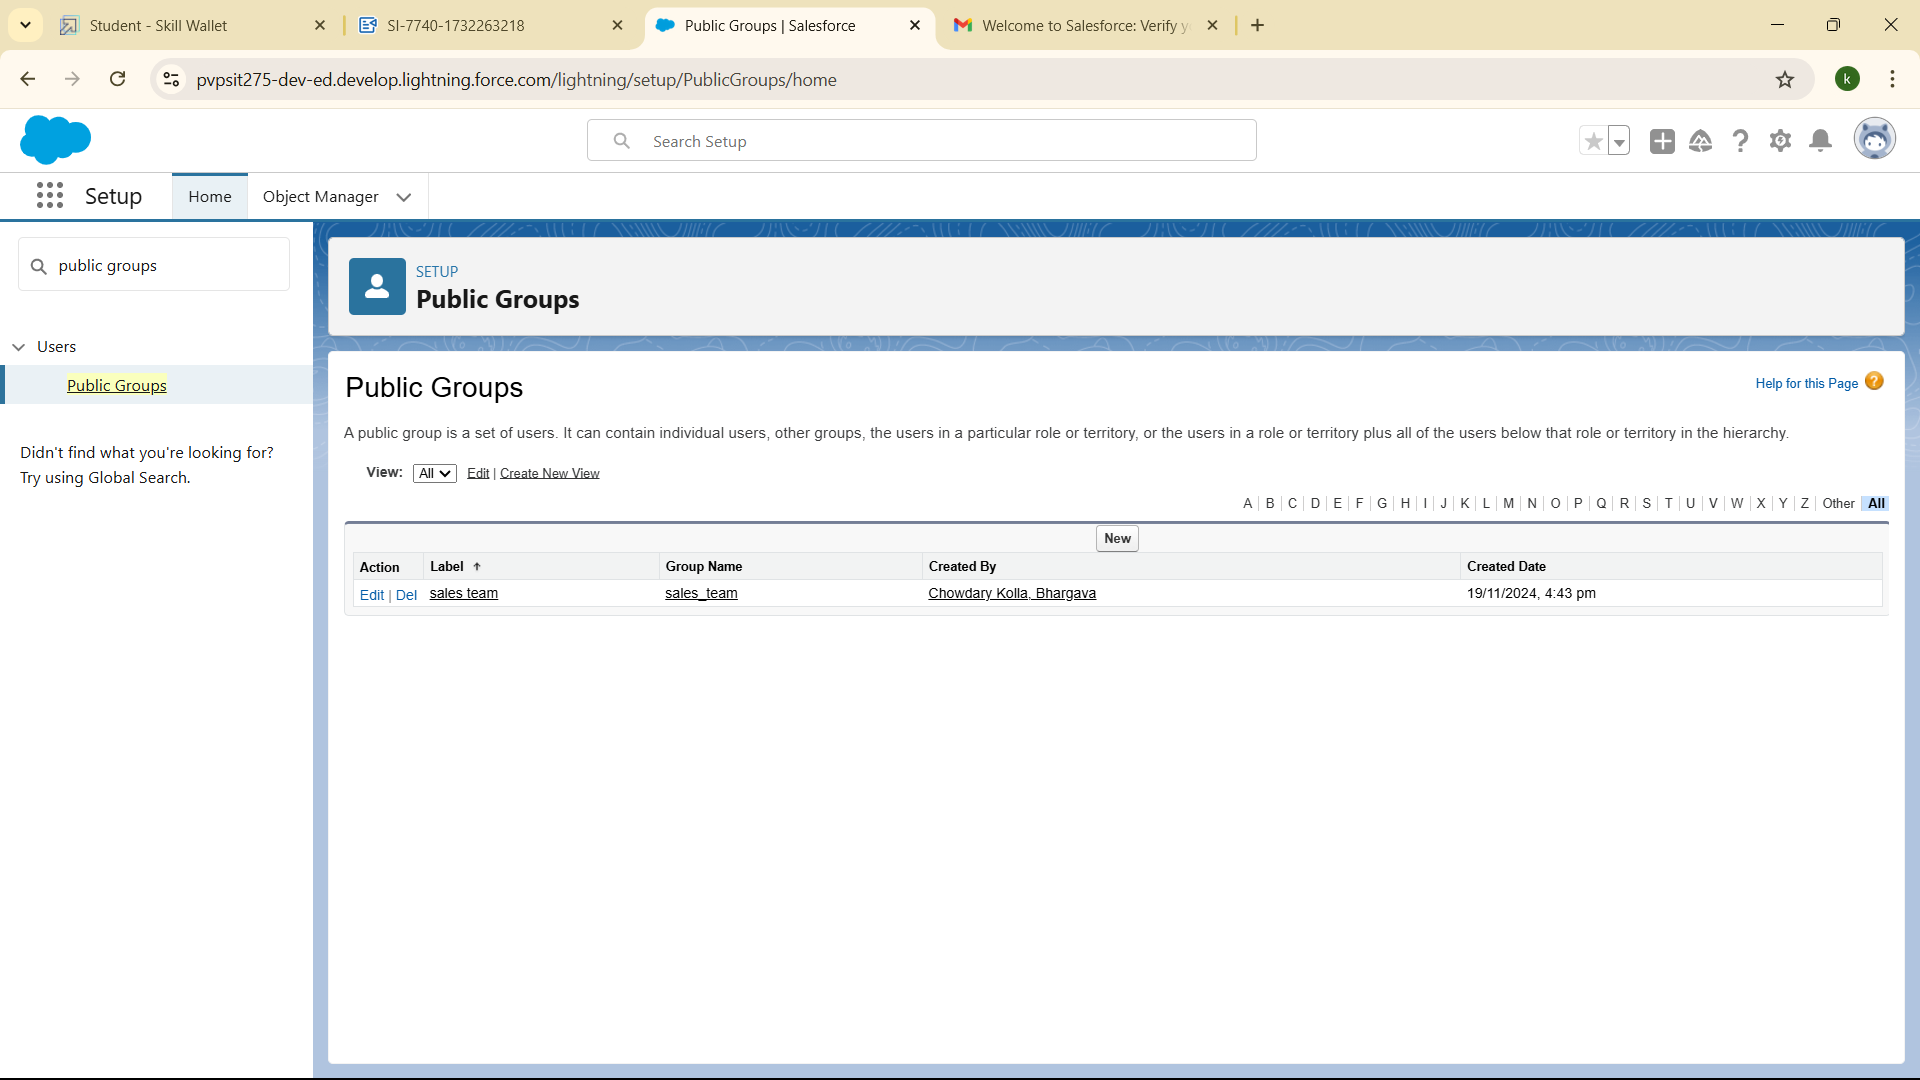 Student - Skill Wallet
SI-7740-1732263218
Public Groups | Salesforce
Welcome to Salesforce: Verify y
pvpsit275-dev-ed.develop.lightning.force.com/lightning/setup/PublicGroups/home
k
Search Setup
Setup
Home
Object Manager
public groups
Users
Public Groups
Didn't find what you're looking for?
Try using Global Search.
SETUP
Public Groups
Public Groups
Help for this Page ?
A public group is a set of users. It can contain individual users, other groups, the users in a particular role or territory, or the users in a role or territory plus all of the users below that role or territory in the hierarchy.
View: All Edit | Create New View
A | B | C | D | E | F | G | H | I | J | K | L | M | N | O | P | Q | R | S | T | U | V | W | X | Y | Z | Other | All
New
Action Label Group Name Created By Created Date
Edit | Del sales team sales_team Chowdary Kolla, Bhargava 19/11/2024, 4:43 pm